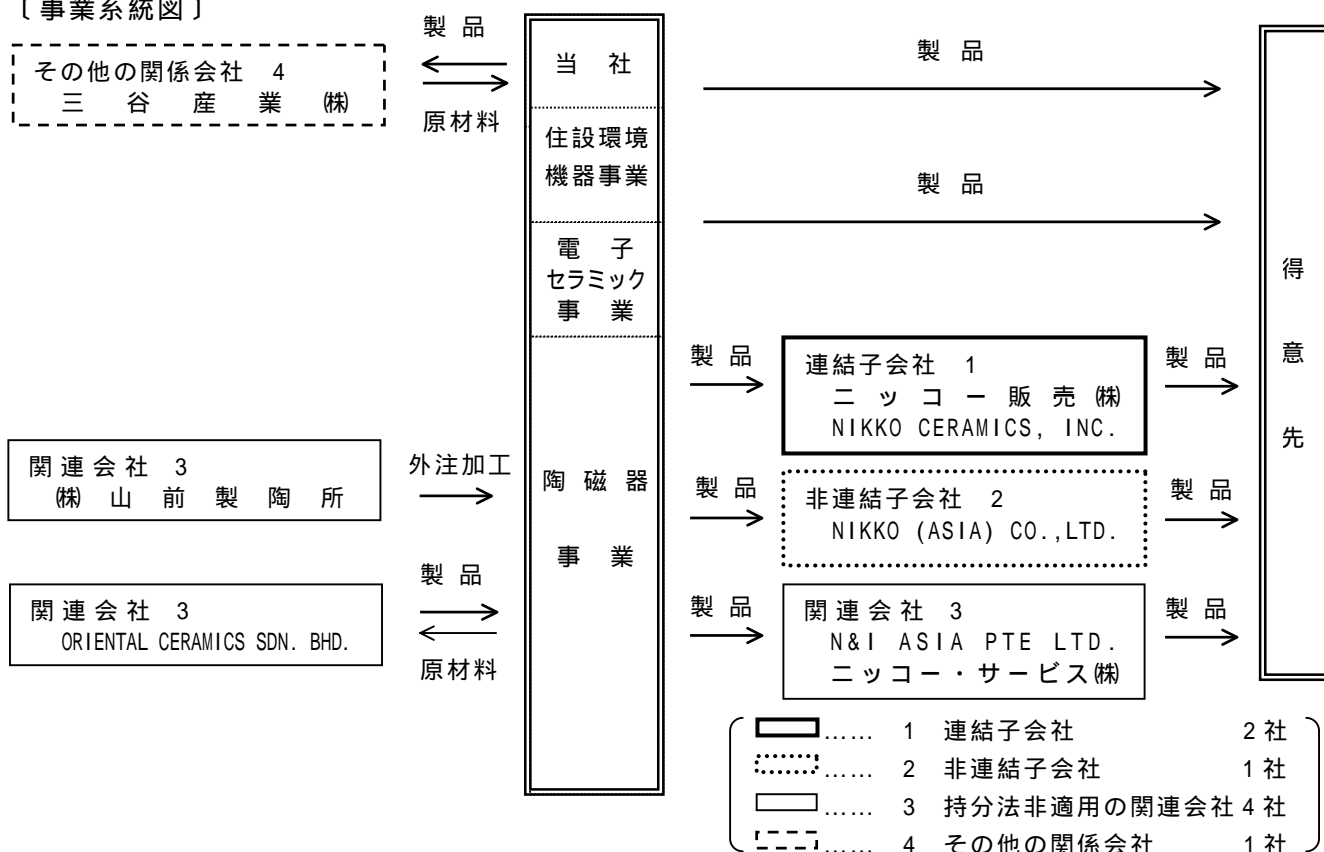 〔事業系統図〕
その他の関係会社 4
三谷産業㈱
製品
原材料
当社
住設環境
機器事業
電子
セラミック
事業
陶磁器
事業
製品
製品
関連会社 3
㈱山前製陶所
外注加工
関連会社 3
ORIENTAL CERAMICS SDN. BHD.
製品
原材料
製品
連結子会社 1
ニッコー販売㈱
NIKKO CERAMICS, INC.
製品
製品
非連結子会社 2
NIKKO (ASIA) CO.,LTD.
製品
製品
関連会社 3
N&I ASIA PTE LTD.
ニッコー・サービス㈱
製品
得意先
…… 1 連結子会社 2社
…… 2 非連結子会社 1社
…… 3 持分法非適用の関連会社 4社
…… 4 その他の関係会社 1社